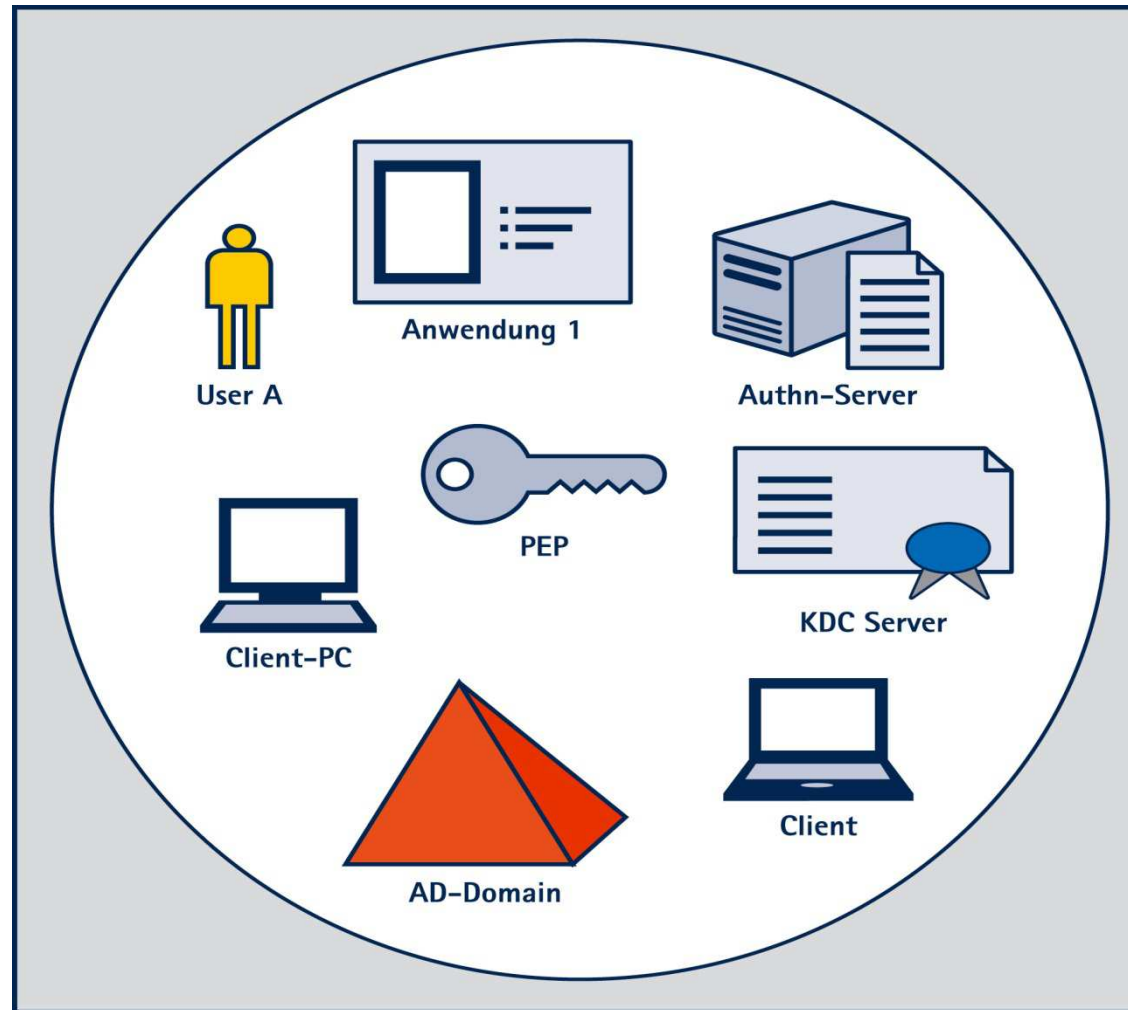 Anwendung 1
User A
Authn-Server
PEP
KDC Server
Client-PC
Client
AD-Domain